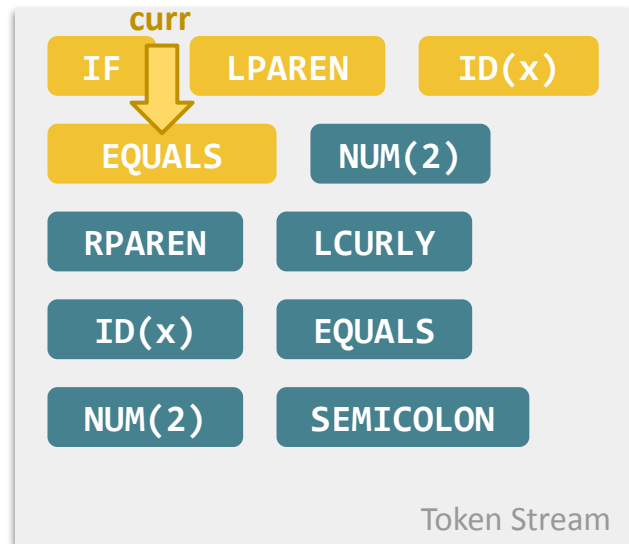 curr
IF LPAREN ID(x)
EQUALS NUM(2)
RPAREN LCURLY
ID(x) EQUALS
NUM(2) SEMICOLON
Token Stream